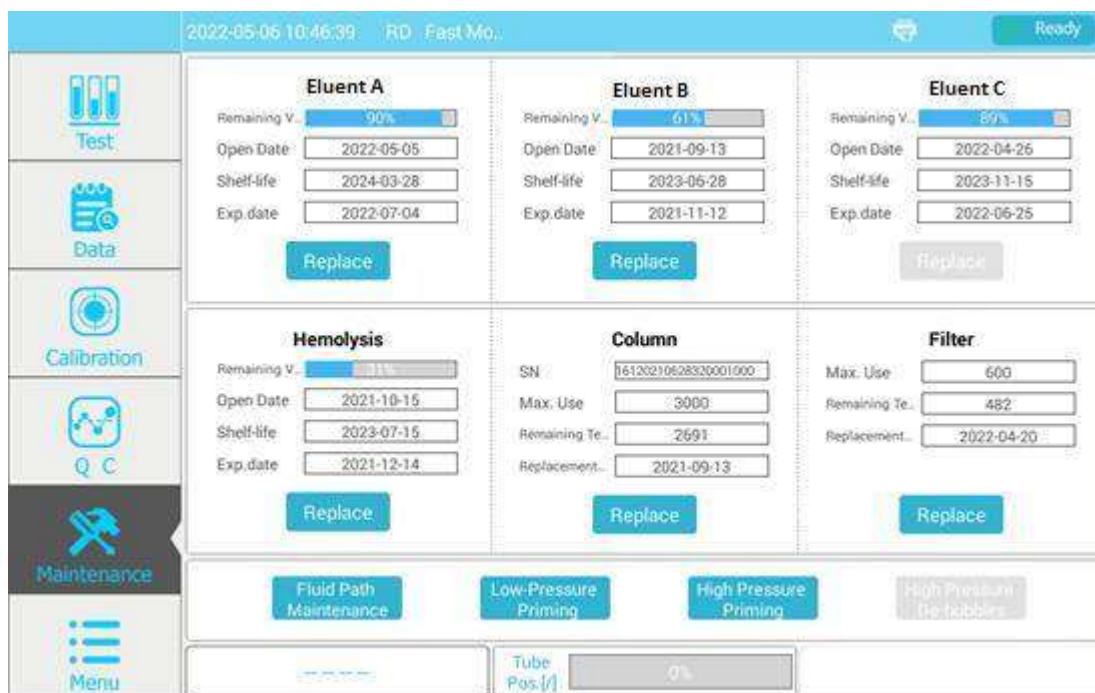 2022-05-06 10:46:39 RD Fast Mo..
Ready
Test
Data
Calibration
Q C
Maintenance
Menu
Eluent A
Remaining V.. 90%
Open Date 2022-05-05
Shelf-life 2024-03-28
Exp.date 2022-07-04
Replace
Eluent B
Remaining V.. 61%
Open Date 2021-09-13
Shelf-life 2023-06-28
Exp.date 2021-11-12
Replace
Eluent C
Remaining V.. 89%
Open Date 2022-04-26
Shelf-life 2023-11-15
Exp.date 2022-06-25
Replace
Hemolysis
Remaining V.. 31%
Open Date 2021-10-15
Shelf-life 2023-07-15
Exp.date 2021-12-14
Replace
Column
SN 16120210628320001000
Max. Use 3000
Remaining Te.. 2691
Replacement.. 2021-09-13
Replace
Filter
Max. Use 600
Remaining Te.. 482
Replacement.. 2022-04-20
Replace
Fluid Path
Maintenance
Low-Pressure
Priming
High Pressure
Priming
High Pressure
De-bubbles
----
Tube
Pos.[/]
0%